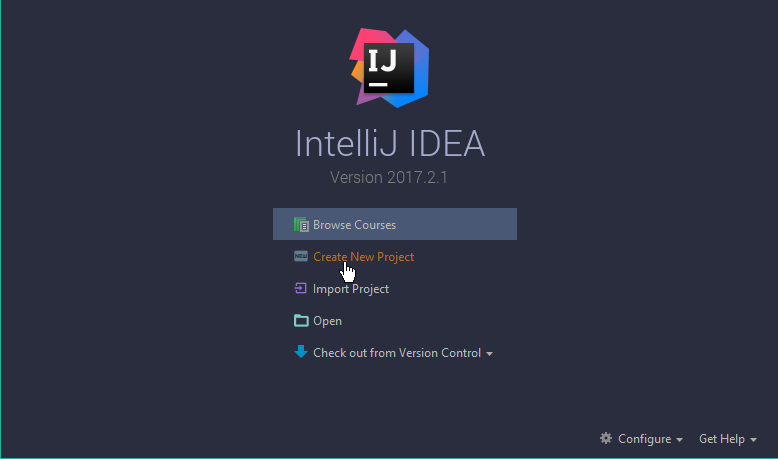 IJ
IntelliJ IDEA
Version 2017.2.1
Browse Courses
NEW Create New Project
Import Project
Open
Check out from Version Control
Configure Get Help